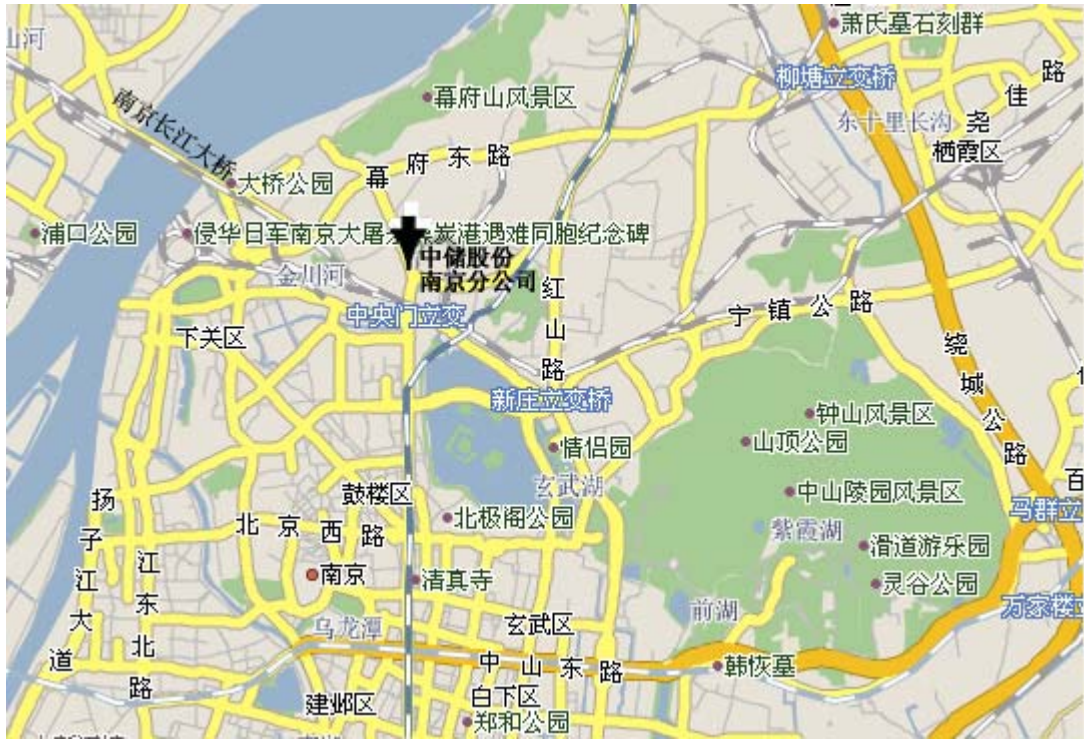 萧氏墓石刻群
山河
柳塘立交桥
佳
路
幕府山风景区
南京长江大桥
东十里长沟
尧
栖霞区
幕府东路
大桥公园
浦口公园
侵华日军南京大屠
炭港遇难同胞纪念碑
中储股份
南京分公司
金川河
红山路
宁镇公路
中央门立交
下关区
绕城公路
新庄立交桥
钟山风景区
山顶公园
情侣园
玄武湖
百
鼓楼区
中山陵园风景区
扬子江大道
北京西路
北极阁公园
马群立
紫霞湖
滑道游乐园
江东北路
南京
清真寺
灵谷公园
万家楼立
前湖
乌龙潭
玄武区
中山东路
韩恢墓
建邺区
白下区
郑和公园